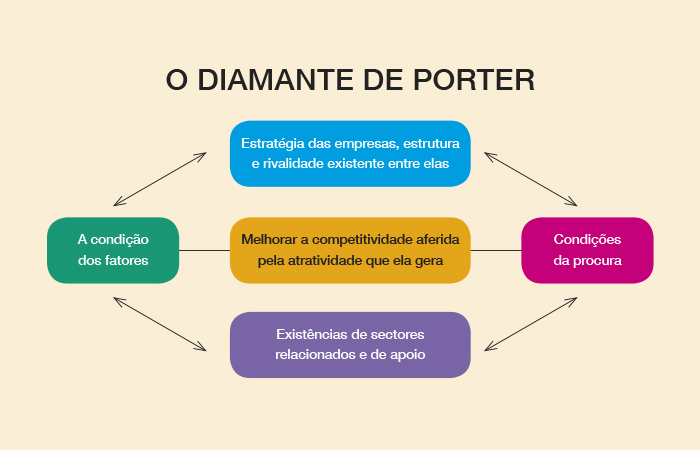 O DIAMANTE DE PORTER
Estratégia das empresas, estrutura
e rivalidade existente entre elas
A condição
dos fatores
Melhorar a competitividade aferida
pela atratividade que ela gera
Condições
da procura
Existências de sectores
relacionados e de apoio